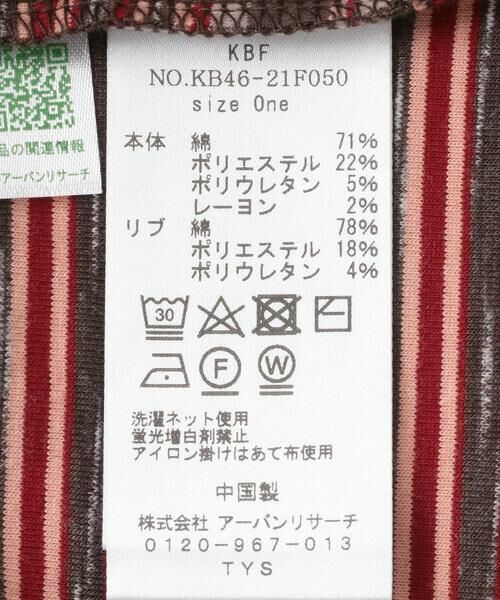 KBF
NO.KB46-21F050
size One
本体 綿 71%
ポリエステル 22%
ポリウレタン 5%
レーヨン 2%
リブ 綿 78%
ポリエステル 18%
ポリウレタン 4%
30
F W
洗濯ネット使用
蛍光増白剤禁止
アイロン掛けはあて布使用
中国製
株式会社 アーバンリサーチ
0120-967-013
TYS
品の関連情報
アーバンリサーチ